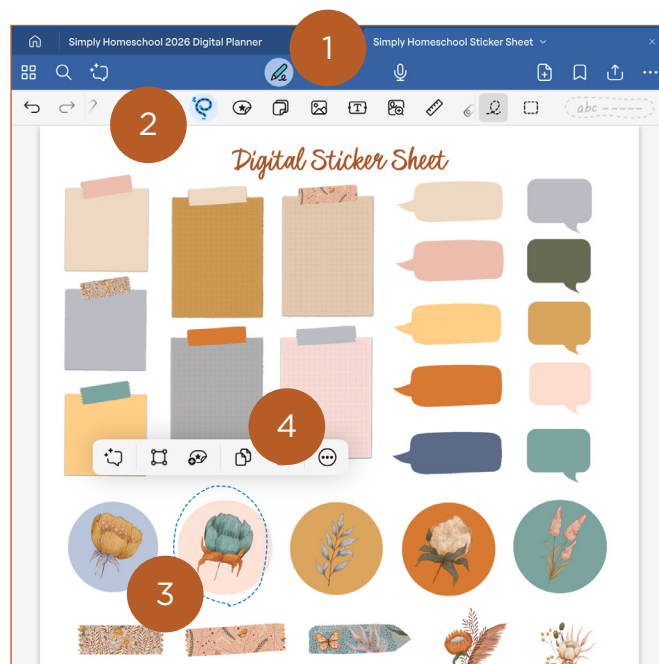 Simply Homeschool 2026 Digital Planner
1
Simply Homeschool Sticker Sheet
2
T
abc
Digital Sticker Sheet
4
3